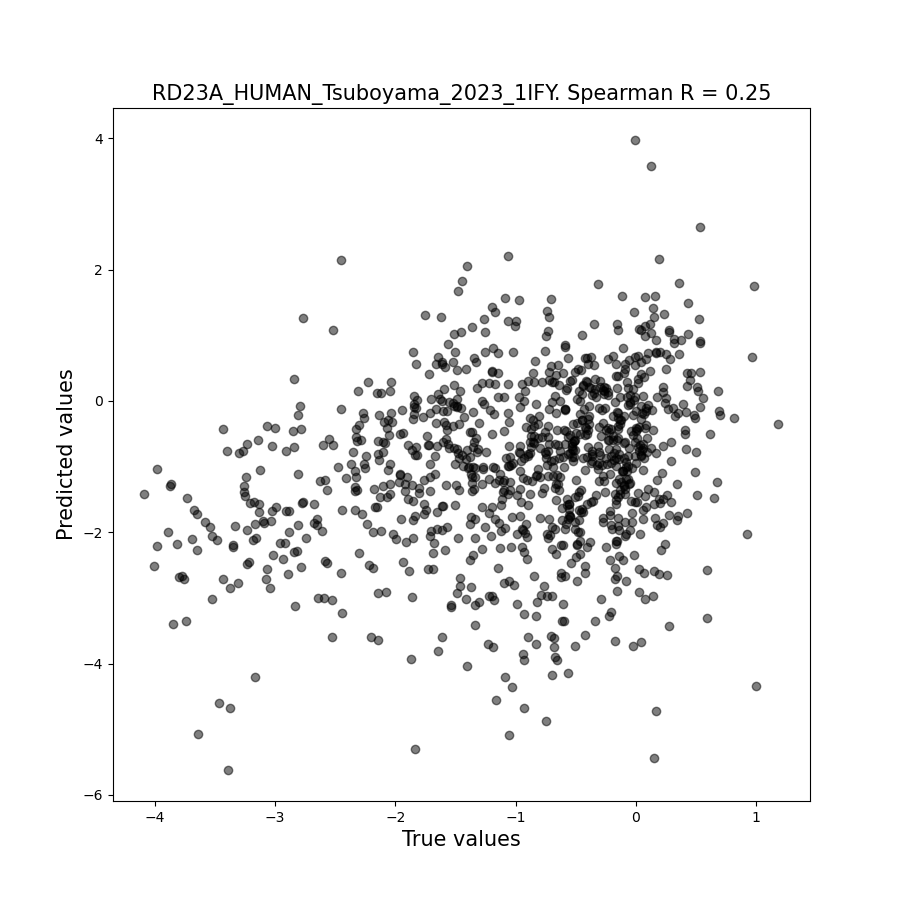 RD23A_HUMAN_Tsuboyama_2023_1IFY. Spearman R = 0.25
4
2
0
−2
−4
−6
Predicted values
−4 −3 −2 −1 0 1
True values